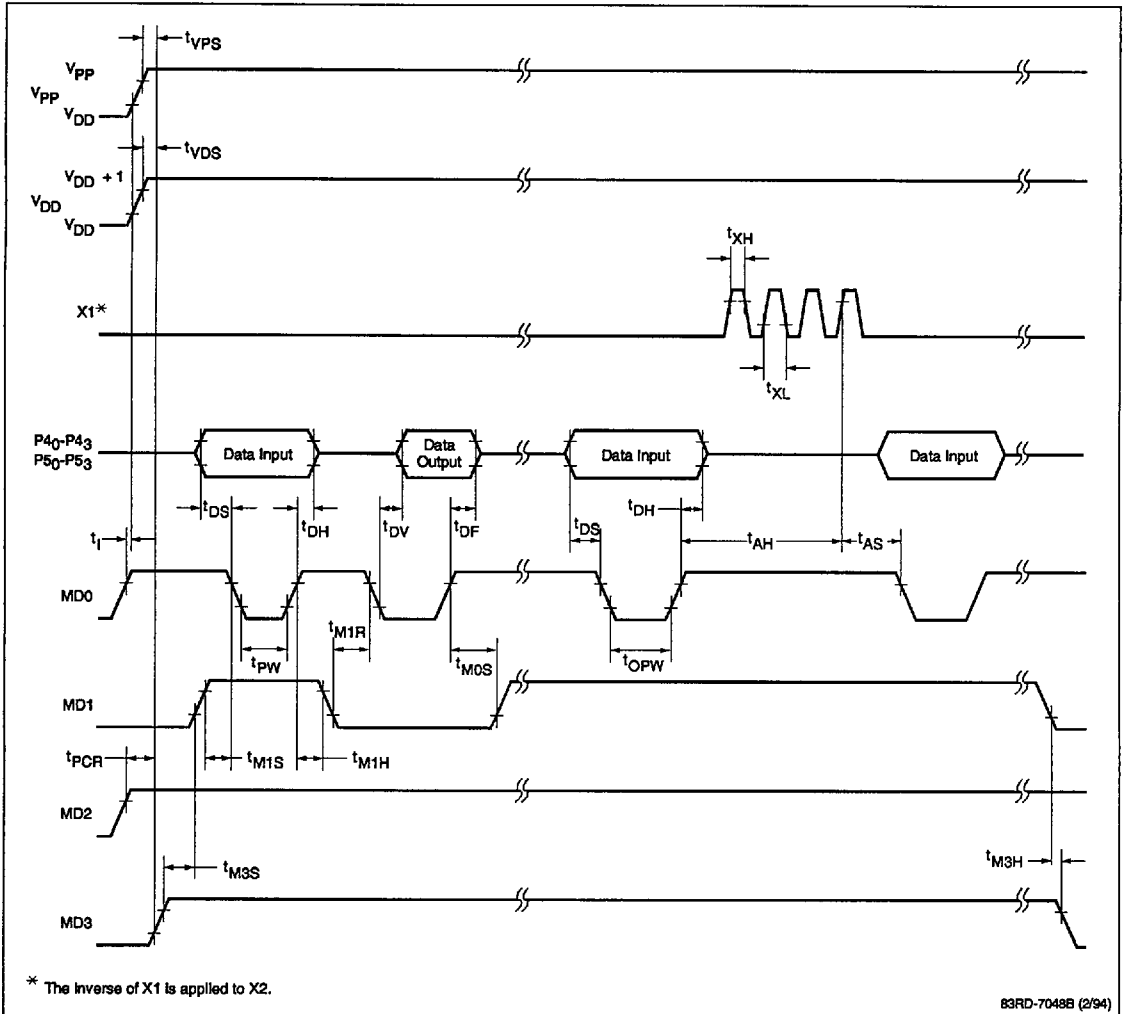 tVPS
VPP
VPP
VDD
tVDS
VDD + 1
VDD
VDD
tXH
X1*
tXL
P40-P43
P50-P53
Data Input
Data Output
Data Input
Data Input
tDS
tDH
tDV
tDF
tDS
tDH
tAH
tAS
tI
MD0
tPW
tM1R
tM0S
tOPW
MD1
tPCR
tM1S
tM1H
MD2
tM3S
tM3H
MD3
* The inverse of X1 is applied to X2.
83RD-7048B (2/94)